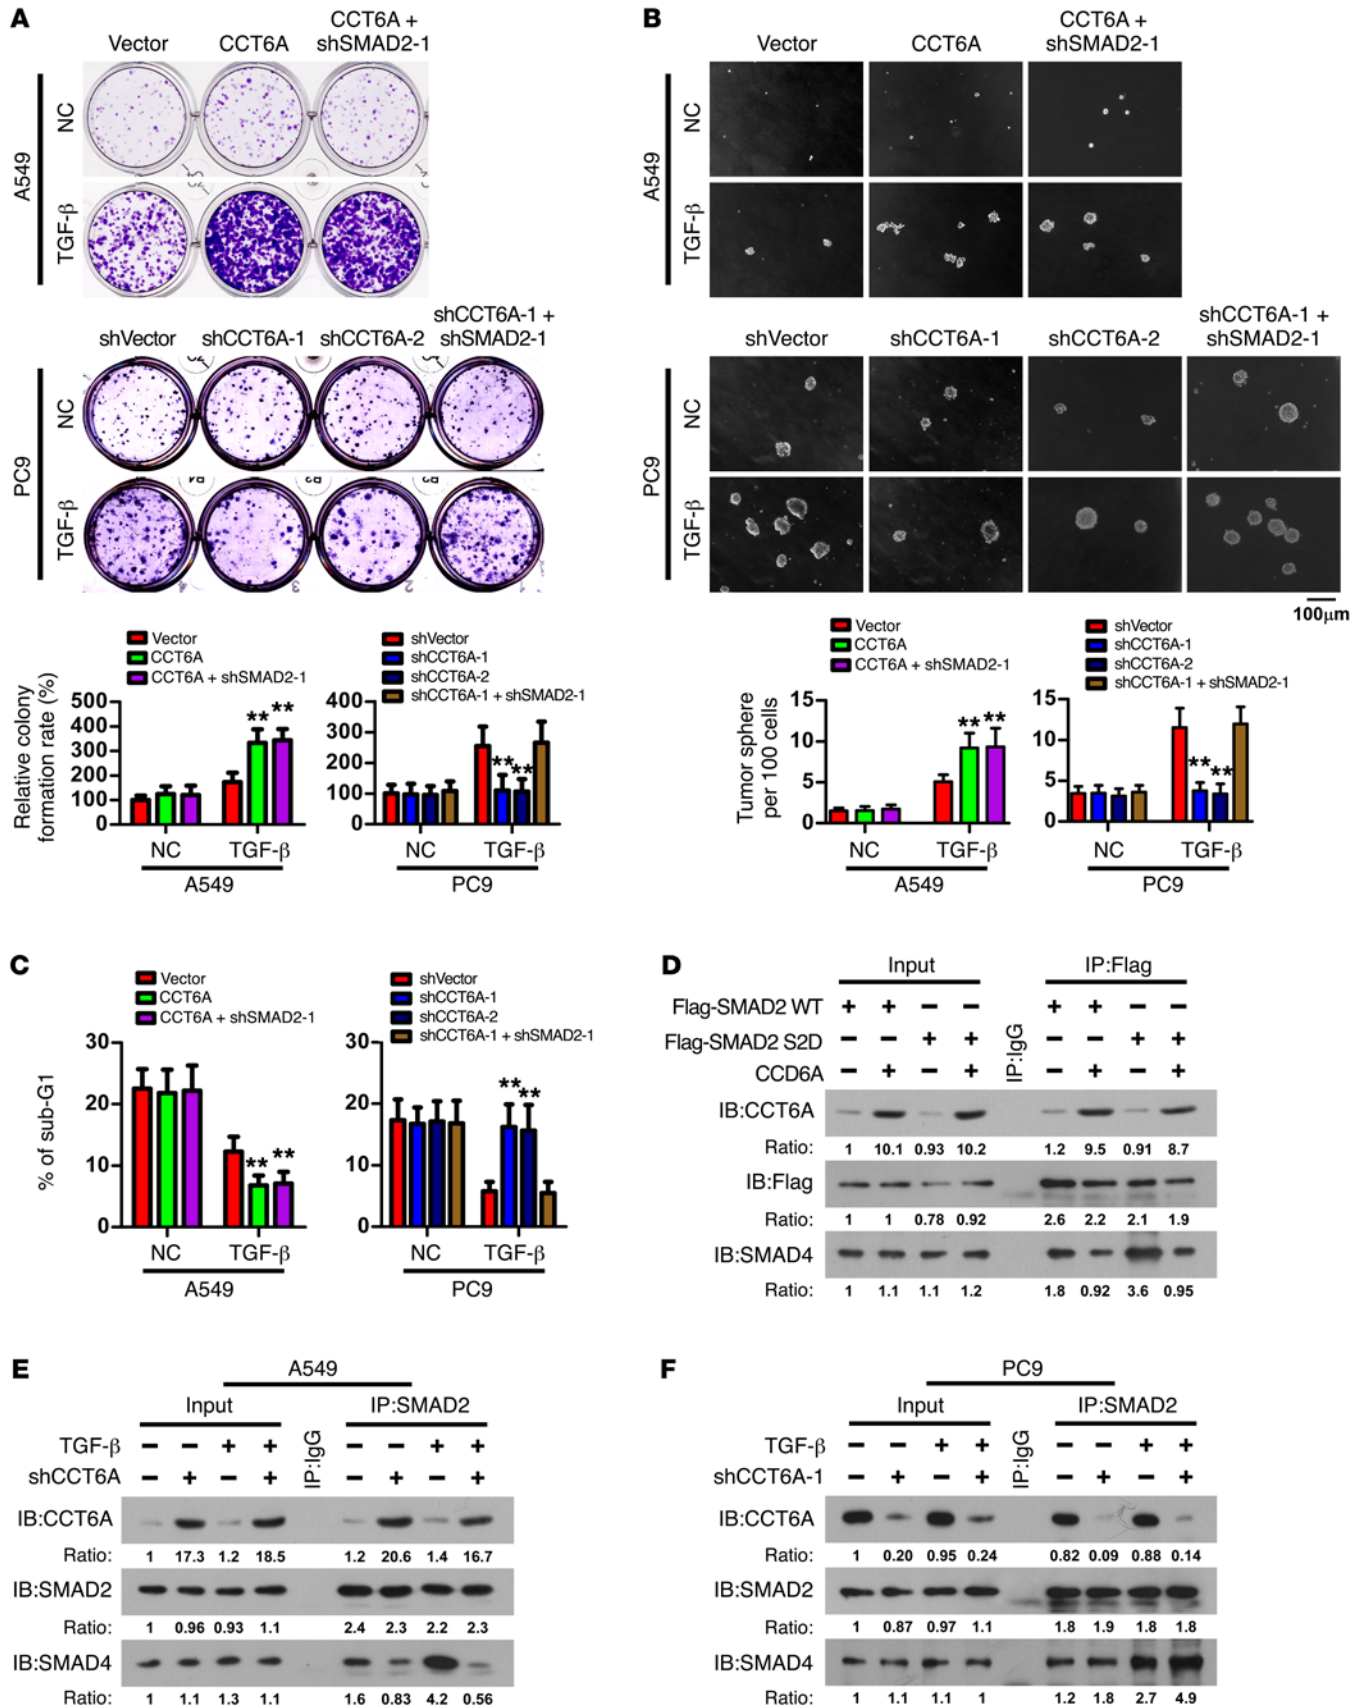 A
Vector
CCT6A
CCT6A +
shSMAD2-1
A549
NC
TGF-β
shVector
shCCT6A-1
shCCT6A-2
shCCT6A-1 +
shSMAD2-1
PC9
NC
TGF-β
Vector
CCT6A
CCT6A + shSMAD2-1
Relative colony
formation rate (%)
500
400
300
200
100
0
** **
NC TGF-β
A549
shVector
shCCT6A-1
shCCT6A-2
shCCT6A-1 + shSMAD2-1
400
300
200
100
0
** **
NC TGF-β
PC9
B
Vector
CCT6A
CCT6A +
shSMAD2-1
A549
NC
TGF-β
shVector
shCCT6A-1
shCCT6A-2
shCCT6A-1 +
shSMAD2-1
PC9
NC
TGF-β
100μm
shVector
CCT6A
CCT6A + shSMAD2-1
Tumor sphere
per 100 cells
15
10
5
0
** **
NC TGF-β
A549
shVector
shCCT6A-1
shCCT6A-2
shCCT6A-1 + shSMAD2-1
15
10
5
0
** **
NC TGF-β
PC9
C
Vector
CCT6A
CCT6A + shSMAD2-1
% of sub-G1
30
20
10
0
** **
NC TGF-β
A549
shVector
shCCT6A-1
shCCT6A-2
shCCT6A-1 + shSMAD2-1
30
20
10
0
** **
NC TGF-β
PC9
D
Input IP:Flag
Flag-SMAD2 WT + + – – + + – –
Flag-SMAD2 S2D – – + + – – + +
CCD6A – + – + – + – +
IP:IgG
IB:CCT6A
Ratio: 1 10.1 0.93 10.2 1.2 9.5 0.91 8.7
IB:Flag
Ratio: 1 1 0.78 0.92 2.6 2.2 2.1 1.9
IB:SMAD4
Ratio: 1 1.1 1.1 1.2 1.8 0.92 3.6 0.95
E
A549
Input IP:SMAD2
TGF-β – – + + – – + +
shCCT6A – + – + – + – +
IP:IgG
IB:CCT6A
Ratio: 1 17.3 1.2 18.5 1.2 20.6 1.4 16.7
IB:SMAD2
Ratio: 1 0.96 0.93 1.1 2.4 2.3 2.2 2.3
IB:SMAD4
Ratio: 1 1.1 1.3 1.1 1.6 0.83 4.2 0.56
F
PC9
Input IP:SMAD2
TGF-β – – + + – – + +
shCCT6A-1 – + – + – + – +
IP:IgG
IB:CCT6A
Ratio: 1 0.20 0.95 0.24 0.82 0.09 0.88 0.14
IB:SMAD2
Ratio: 1 0.87 0.97 1.1 1.8 1.9 1.8 1.8
IB:SMAD4
Ratio: 1 1.1 1.1 1 1.2 1.8 2.7 4.9